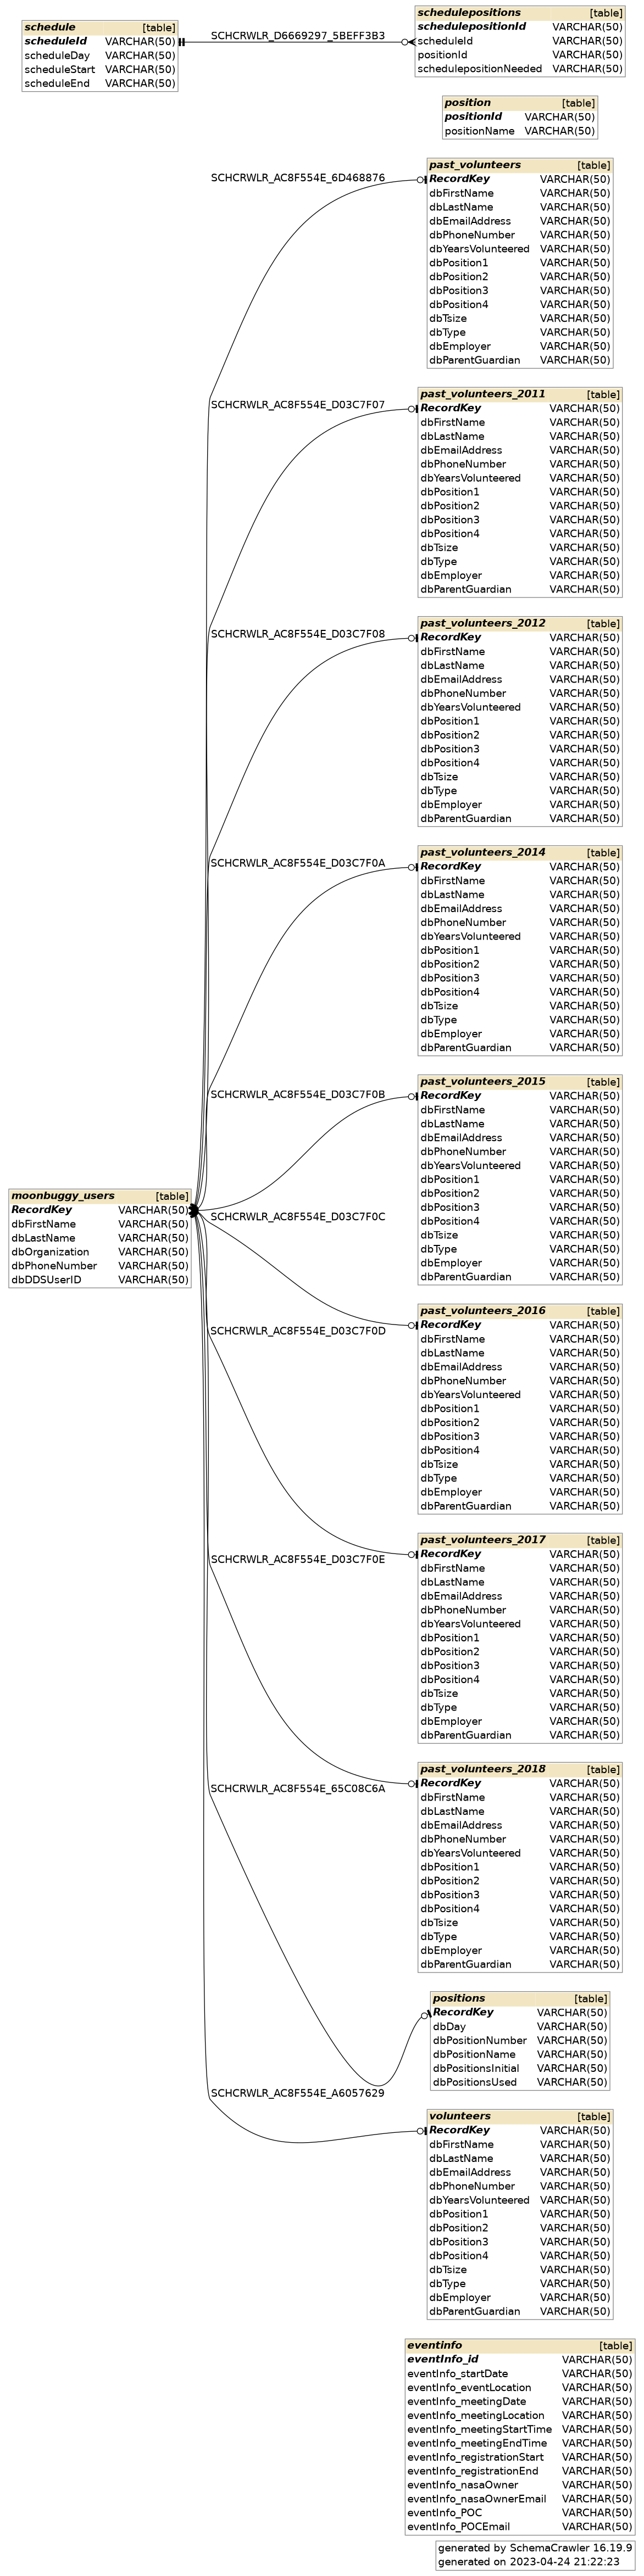 schedule [table]
scheduleId VARCHAR(50)
scheduleDay VARCHAR(50)
scheduleStart VARCHAR(50)
scheduleEnd VARCHAR(50)
SCHCRWLR_D6669297_5BEFF3B3
schedulepositions [table]
schedulepositionId VARCHAR(50)
scheduleId VARCHAR(50)
positionId VARCHAR(50)
schedulepositionNeeded VARCHAR(50)
position [table]
positionId VARCHAR(50)
positionName VARCHAR(50)
SCHCRWLR_AC8F554E_6D468876
past_volunteers [table]
RecordKey VARCHAR(50)
dbFirstName VARCHAR(50)
dbLastName VARCHAR(50)
dbEmailAddress VARCHAR(50)
dbPhoneNumber VARCHAR(50)
dbYearsVolunteered VARCHAR(50)
dbPosition1 VARCHAR(50)
dbPosition2 VARCHAR(50)
dbPosition3 VARCHAR(50)
dbPosition4 VARCHAR(50)
dbTsize VARCHAR(50)
dbType VARCHAR(50)
dbEmployer VARCHAR(50)
dbParentGuardian VARCHAR(50)
SCHCRWLR_AC8F554E_D03C7F07
past_volunteers_2011 [table]
RecordKey VARCHAR(50)
dbFirstName VARCHAR(50)
dbLastName VARCHAR(50)
dbEmailAddress VARCHAR(50)
dbPhoneNumber VARCHAR(50)
dbYearsVolunteered VARCHAR(50)
dbPosition1 VARCHAR(50)
dbPosition2 VARCHAR(50)
dbPosition3 VARCHAR(50)
dbPosition4 VARCHAR(50)
dbTsize VARCHAR(50)
dbType VARCHAR(50)
dbEmployer VARCHAR(50)
dbParentGuardian VARCHAR(50)
SCHCRWLR_AC8F554E_D03C7F08
past_volunteers_2012 [table]
RecordKey VARCHAR(50)
dbFirstName VARCHAR(50)
dbLastName VARCHAR(50)
dbEmailAddress VARCHAR(50)
dbPhoneNumber VARCHAR(50)
dbYearsVolunteered VARCHAR(50)
dbPosition1 VARCHAR(50)
dbPosition2 VARCHAR(50)
dbPosition3 VARCHAR(50)
dbPosition4 VARCHAR(50)
dbTsize VARCHAR(50)
dbType VARCHAR(50)
dbEmployer VARCHAR(50)
dbParentGuardian VARCHAR(50)
SCHCRWLR_AC8F554E_D03C7F0A
past_volunteers_2014 [table]
RecordKey VARCHAR(50)
dbFirstName VARCHAR(50)
dbLastName VARCHAR(50)
dbEmailAddress VARCHAR(50)
dbPhoneNumber VARCHAR(50)
dbYearsVolunteered VARCHAR(50)
dbPosition1 VARCHAR(50)
dbPosition2 VARCHAR(50)
dbPosition3 VARCHAR(50)
dbPosition4 VARCHAR(50)
dbTsize VARCHAR(50)
dbType VARCHAR(50)
dbEmployer VARCHAR(50)
dbParentGuardian VARCHAR(50)
SCHCRWLR_AC8F554E_D03C7F0B
past_volunteers_2015 [table]
RecordKey VARCHAR(50)
dbFirstName VARCHAR(50)
dbLastName VARCHAR(50)
dbEmailAddress VARCHAR(50)
dbPhoneNumber VARCHAR(50)
dbYearsVolunteered VARCHAR(50)
dbPosition1 VARCHAR(50)
dbPosition2 VARCHAR(50)
dbPosition3 VARCHAR(50)
dbPosition4 VARCHAR(50)
dbTsize VARCHAR(50)
dbType VARCHAR(50)
dbEmployer VARCHAR(50)
dbParentGuardian VARCHAR(50)
moonbuggy_users [table]
RecordKey VARCHAR(50)
dbFirstName VARCHAR(50)
dbLastName VARCHAR(50)
dbOrganization VARCHAR(50)
dbPhoneNumber VARCHAR(50)
dbDDSUserID VARCHAR(50)
SCHCRWLR_AC8F554E_D03C7F0C
past_volunteers_2016 [table]
RecordKey VARCHAR(50)
dbFirstName VARCHAR(50)
dbLastName VARCHAR(50)
dbEmailAddress VARCHAR(50)
dbPhoneNumber VARCHAR(50)
dbYearsVolunteered VARCHAR(50)
dbPosition1 VARCHAR(50)
dbPosition2 VARCHAR(50)
dbPosition3 VARCHAR(50)
dbPosition4 VARCHAR(50)
dbTsize VARCHAR(50)
dbType VARCHAR(50)
dbEmployer VARCHAR(50)
dbParentGuardian VARCHAR(50)
SCHCRWLR_AC8F554E_D03C7F0D
past_volunteers_2017 [table]
RecordKey VARCHAR(50)
dbFirstName VARCHAR(50)
dbLastName VARCHAR(50)
dbEmailAddress VARCHAR(50)
dbPhoneNumber VARCHAR(50)
dbYearsVolunteered VARCHAR(50)
dbPosition1 VARCHAR(50)
dbPosition2 VARCHAR(50)
dbPosition3 VARCHAR(50)
dbPosition4 VARCHAR(50)
dbTsize VARCHAR(50)
dbType VARCHAR(50)
dbEmployer VARCHAR(50)
dbParentGuardian VARCHAR(50)
SCHCRWLR_AC8F554E_D03C7F0E
past_volunteers_2018 [table]
RecordKey VARCHAR(50)
dbFirstName VARCHAR(50)
dbLastName VARCHAR(50)
dbEmailAddress VARCHAR(50)
dbPhoneNumber VARCHAR(50)
dbYearsVolunteered VARCHAR(50)
dbPosition1 VARCHAR(50)
dbPosition2 VARCHAR(50)
dbPosition3 VARCHAR(50)
dbPosition4 VARCHAR(50)
dbTsize VARCHAR(50)
dbType VARCHAR(50)
dbEmployer VARCHAR(50)
dbParentGuardian VARCHAR(50)
SCHCRWLR_AC8F554E_65C08C6A
positions [table]
RecordKey VARCHAR(50)
dbDay VARCHAR(50)
dbPositionNumber VARCHAR(50)
dbPositionName VARCHAR(50)
dbPositionsInitial VARCHAR(50)
dbPositionsUsed VARCHAR(50)
SCHCRWLR_AC8F554E_A6057629
volunteers [table]
RecordKey VARCHAR(50)
dbFirstName VARCHAR(50)
dbLastName VARCHAR(50)
dbEmailAddress VARCHAR(50)
dbPhoneNumber VARCHAR(50)
dbYearsVolunteered VARCHAR(50)
dbPosition1 VARCHAR(50)
dbPosition2 VARCHAR(50)
dbPosition3 VARCHAR(50)
dbPosition4 VARCHAR(50)
dbTsize VARCHAR(50)
dbType VARCHAR(50)
dbEmployer VARCHAR(50)
dbParentGuardian VARCHAR(50)
eventinfo [table]
eventInfo_id VARCHAR(50)
eventInfo_startDate VARCHAR(50)
eventInfo_eventLocation VARCHAR(50)
eventInfo_meetingDate VARCHAR(50)
eventInfo_meetingLocation VARCHAR(50)
eventInfo_meetingStartTime VARCHAR(50)
eventInfo_meetingEndTime VARCHAR(50)
eventInfo_registrationStart VARCHAR(50)
eventInfo_registrationEnd VARCHAR(50)
eventInfo_nasaOwner VARCHAR(50)
eventInfo_nasaOwnerEmail VARCHAR(50)
eventInfo_POC VARCHAR(50)
eventInfo_POCEmail VARCHAR(50)
generated by SchemaCrawler 16.19.9
generated on 2023-04-24 21:22:23